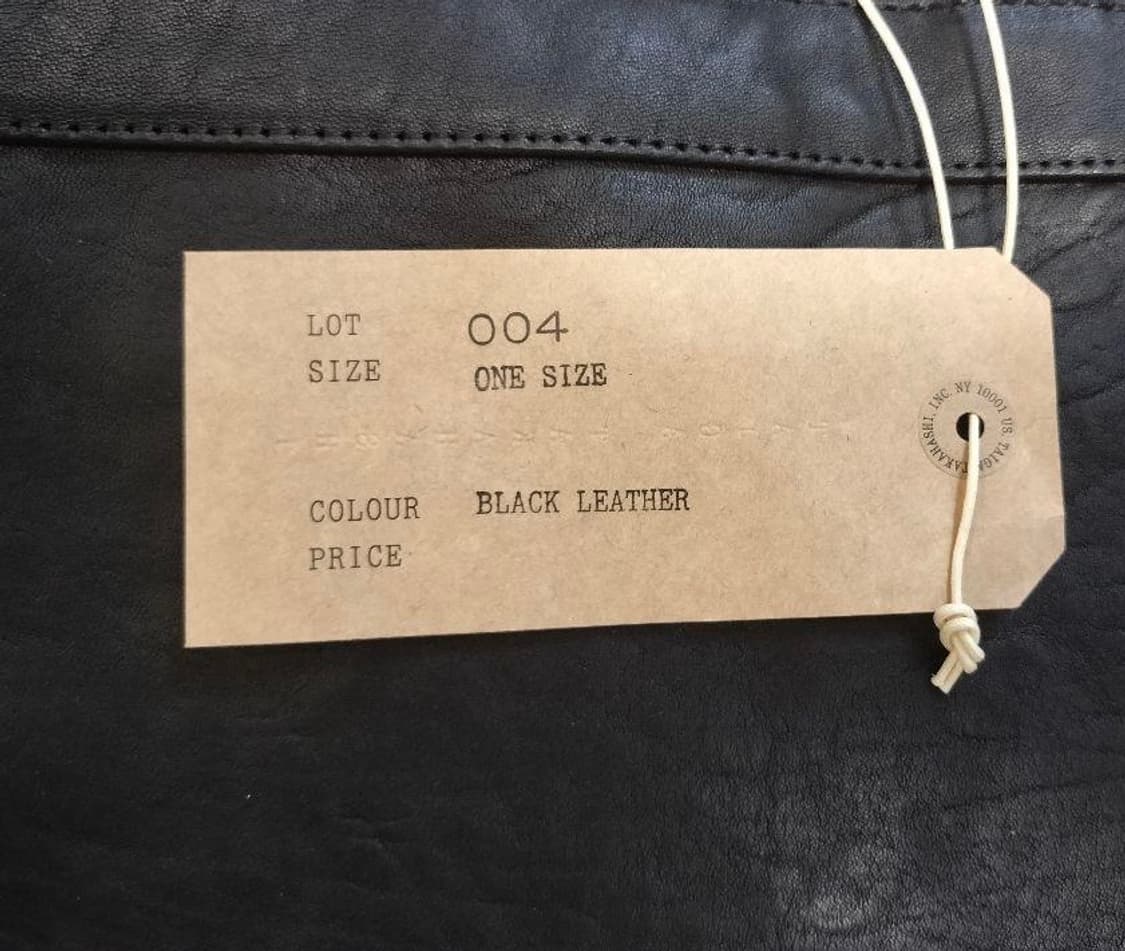 LOT 004
SIZE ONE SIZE
COLOUR BLACK LEATHER
PRICE
TAIGA TAKAHASHI. INC. NY 10001 US.